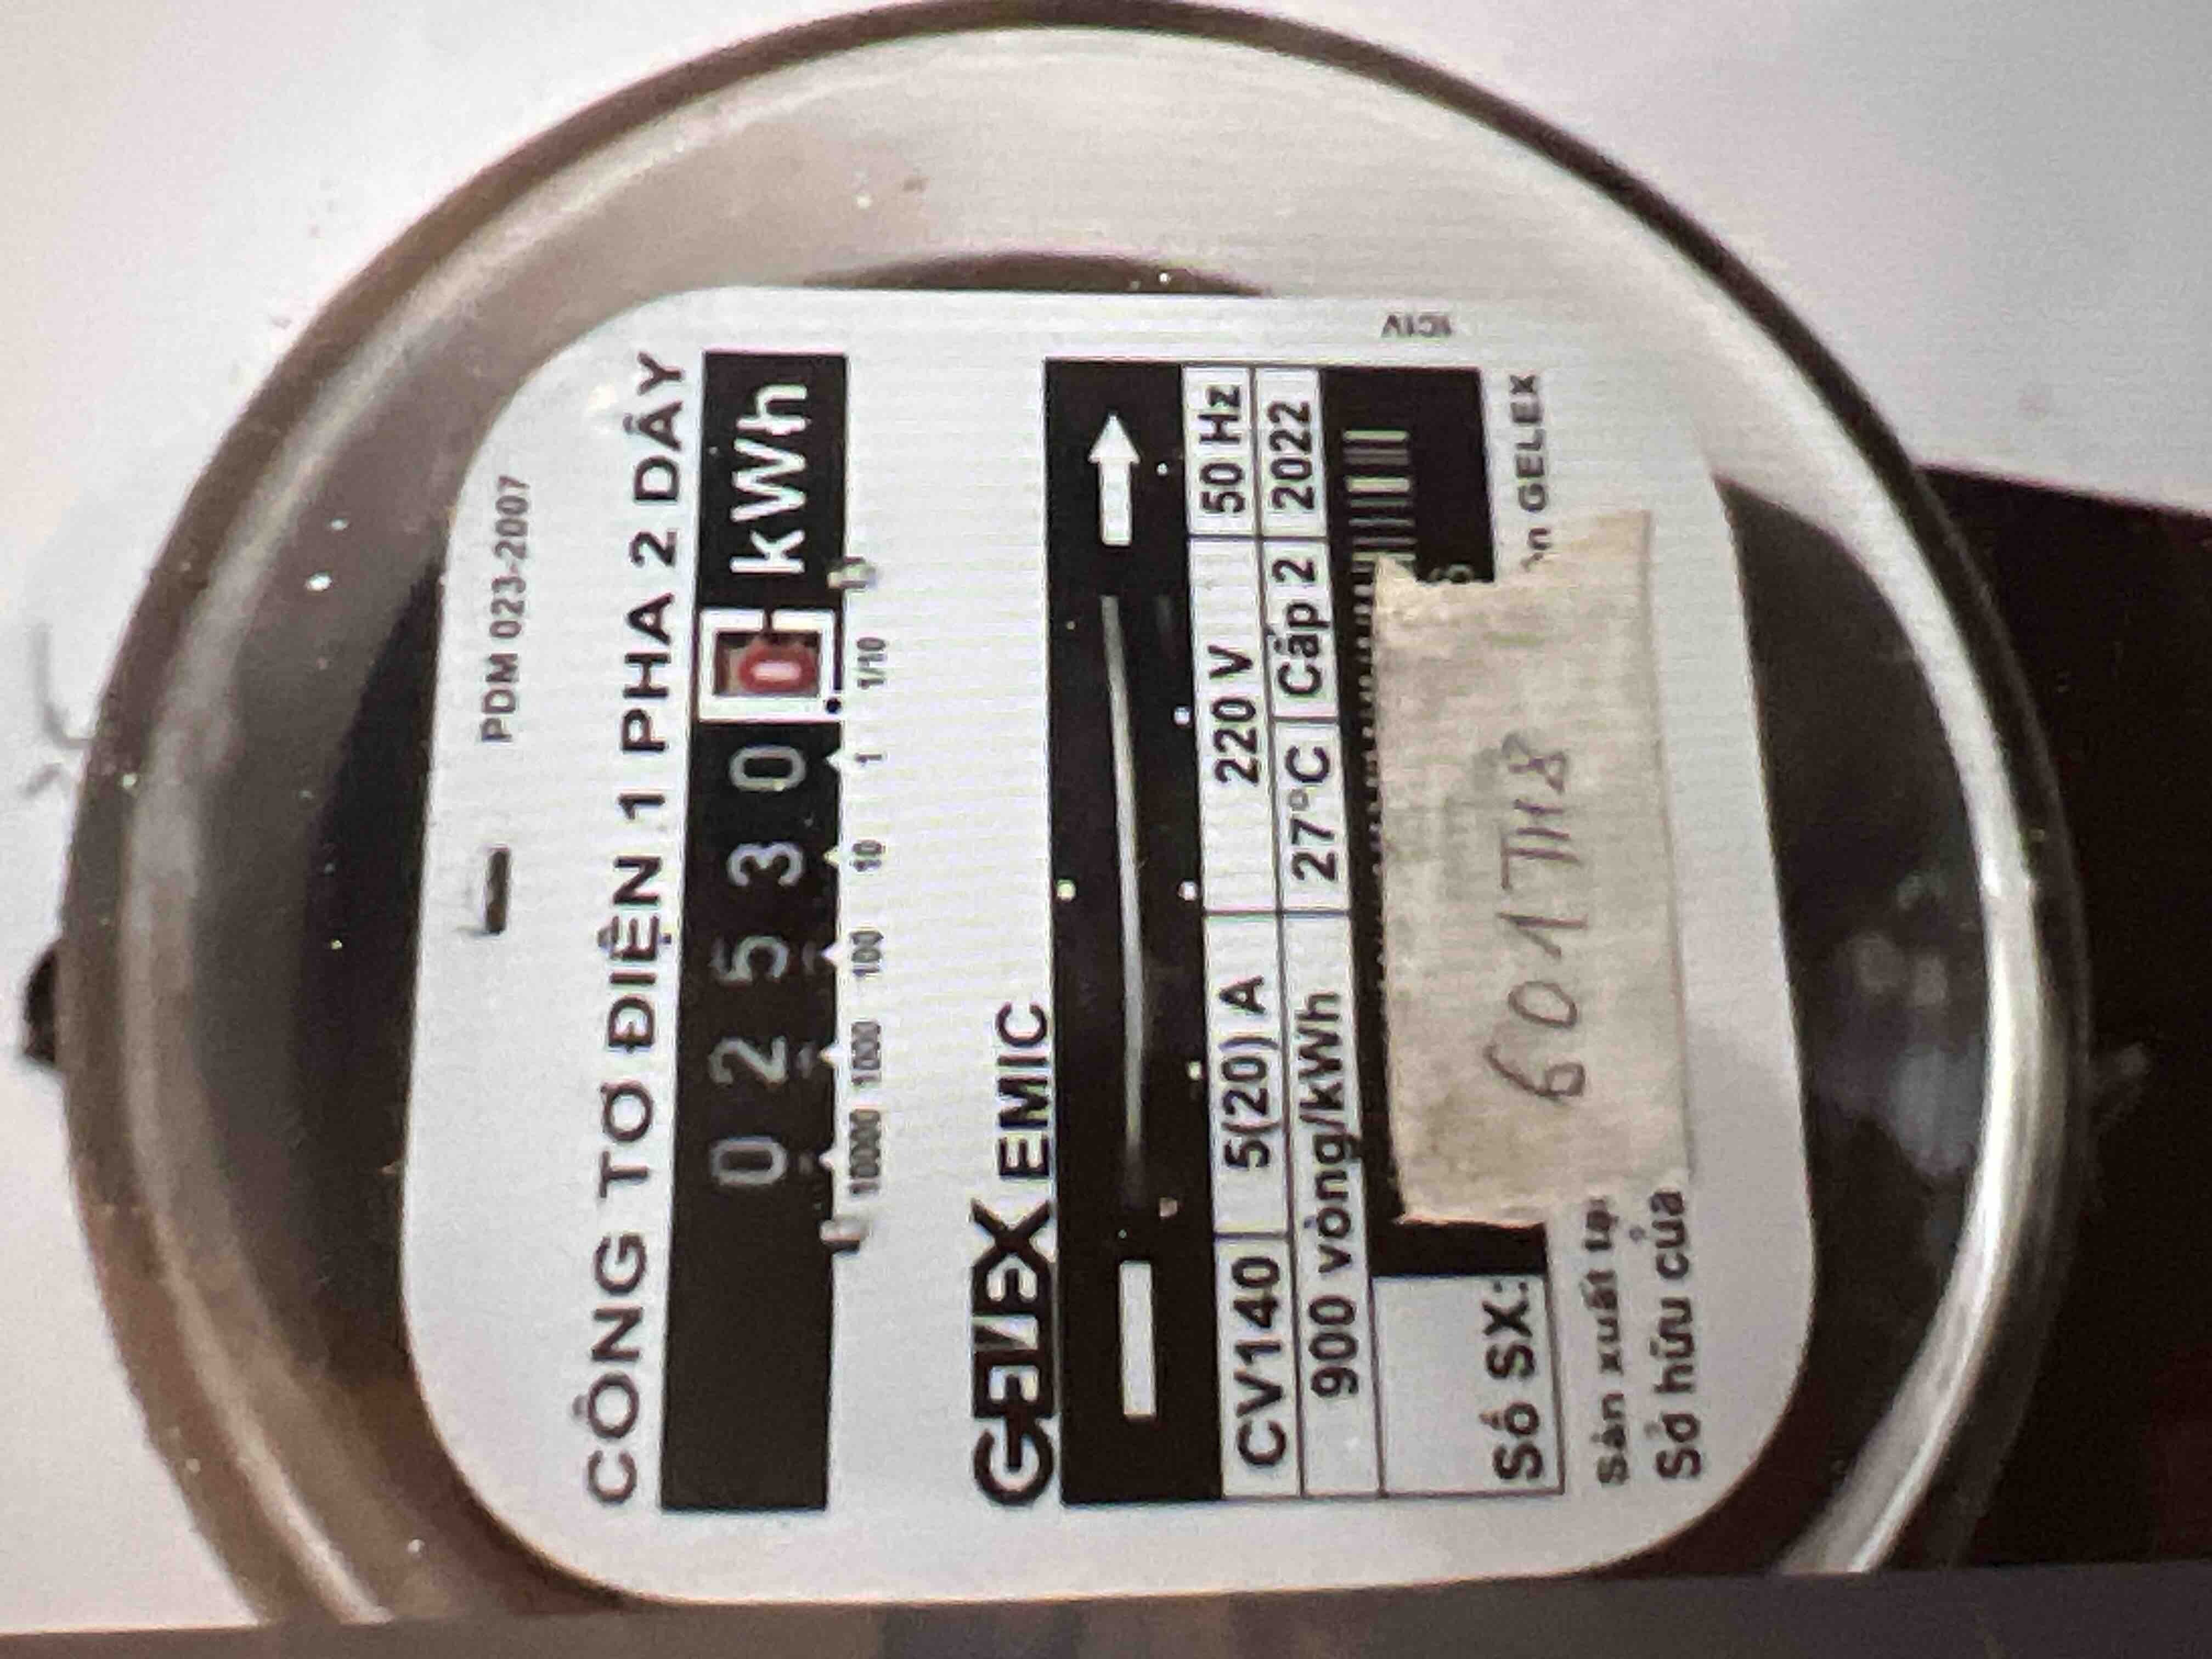 PDM 023-2007
CÔNG TƠ ĐIỆN 1 PHA 2 DÂY
0 2 5 3 0 0 kWh
10000 1000 100 10 1 1/10
GELEX EMIC
CV140 5(20) A 220 V 50 Hz
900 vòng/kWh 27°C Cấp 2 2022
Số SX:
601TH8
Sản xuất tại GELEX
Sở hữu của
1C1V